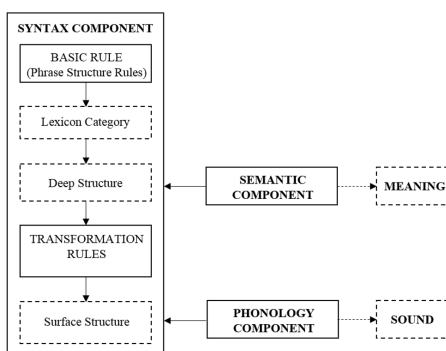 SYNTAX COMPONENT
BASIC RULE
(Phrase Structure Rules)
Lexicon Category
Deep Structure
SEMANTIC
COMPONENT
MEANING
TRANSFORMATION
RULES
Surface Structure
PHONOLOGY
COMPONENT
SOUND